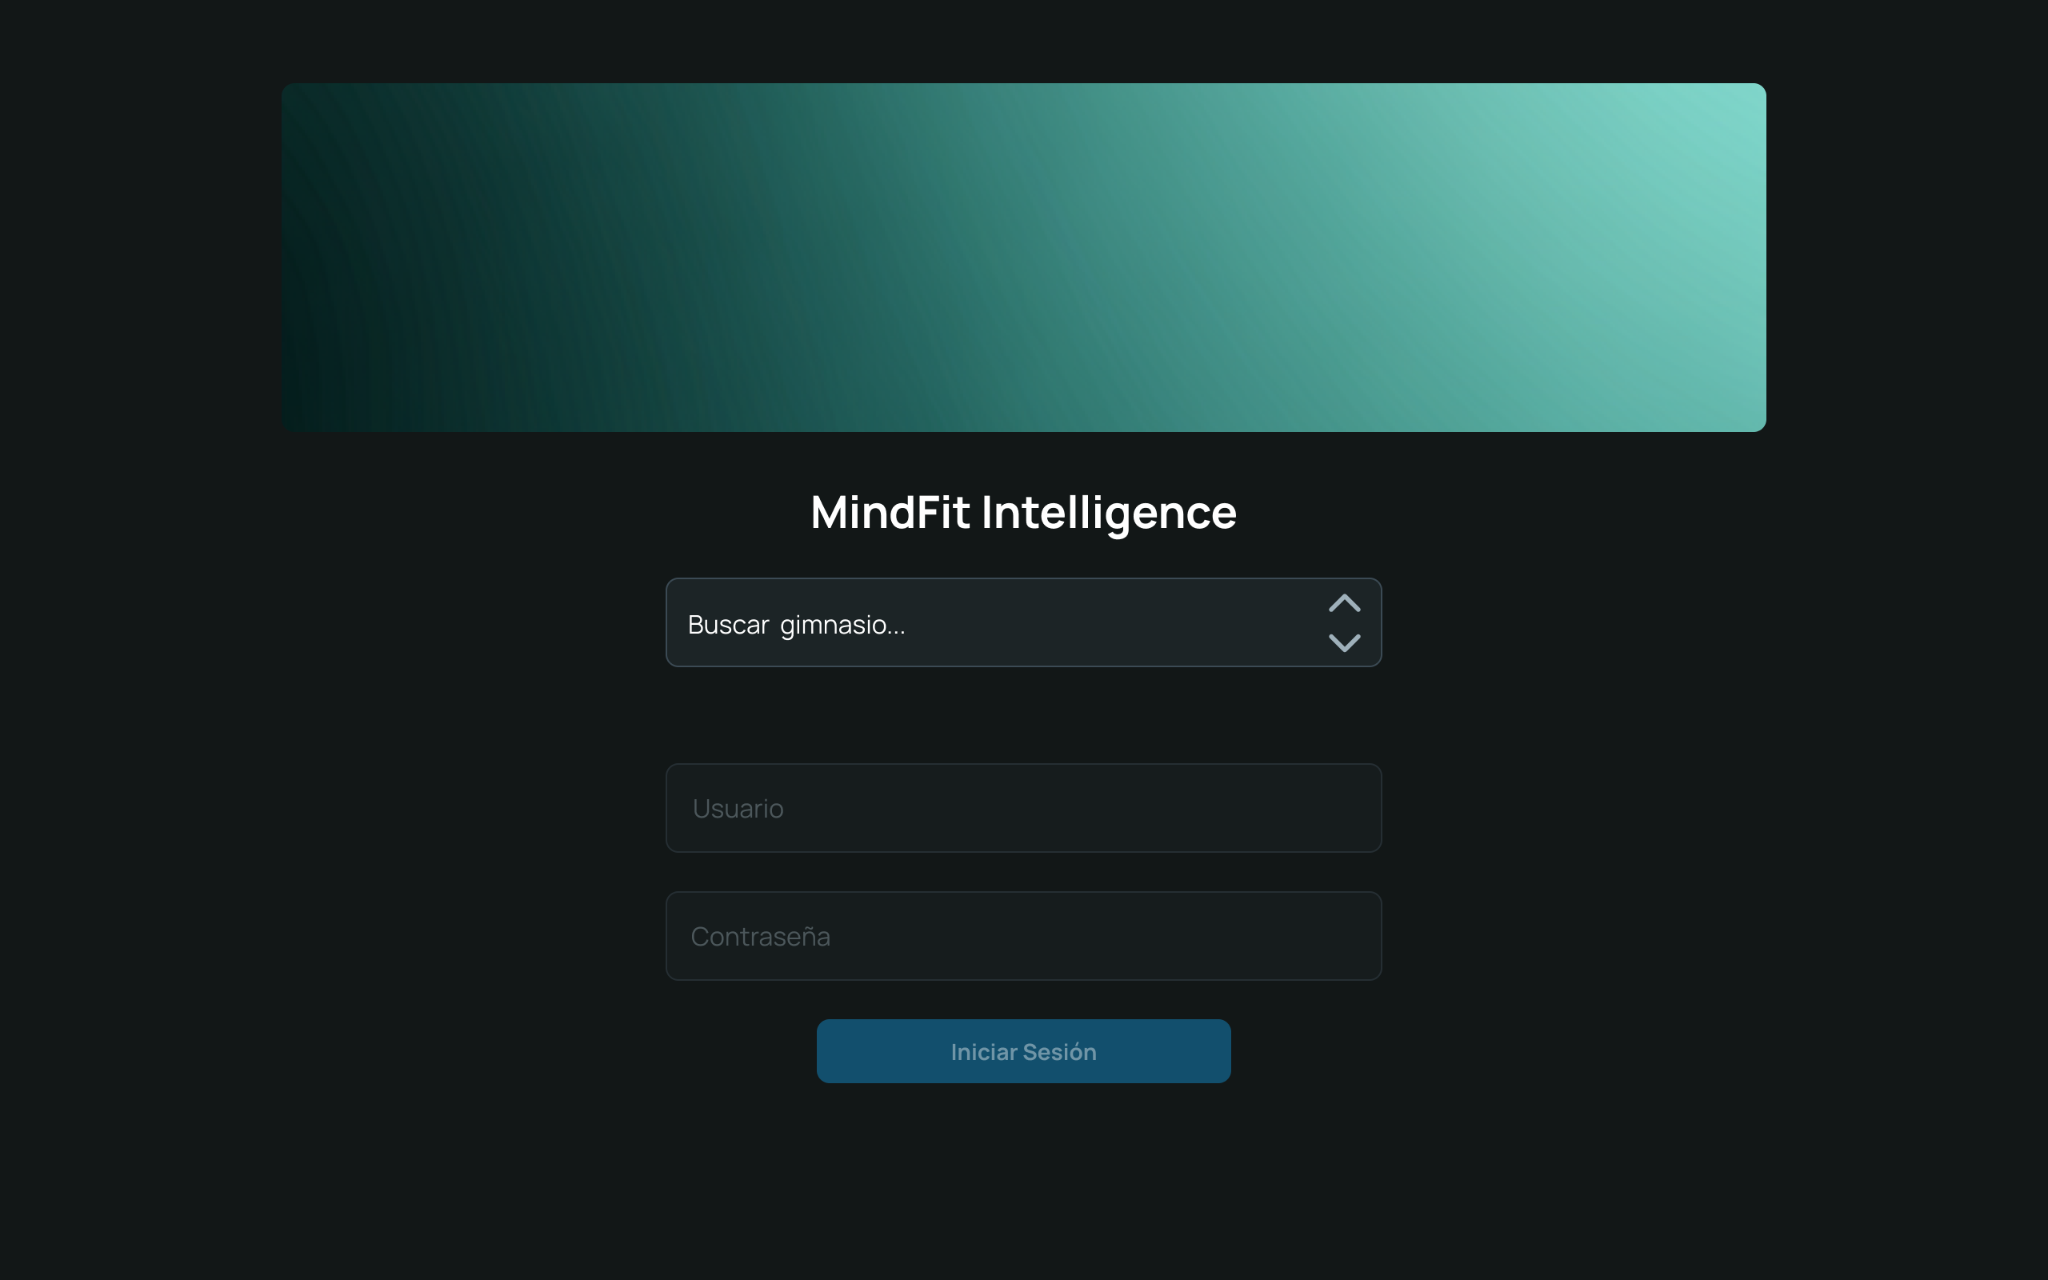 MindFit Intelligence
Buscar gimnasio...
Usuario
Contraseña
Iniciar Sesión